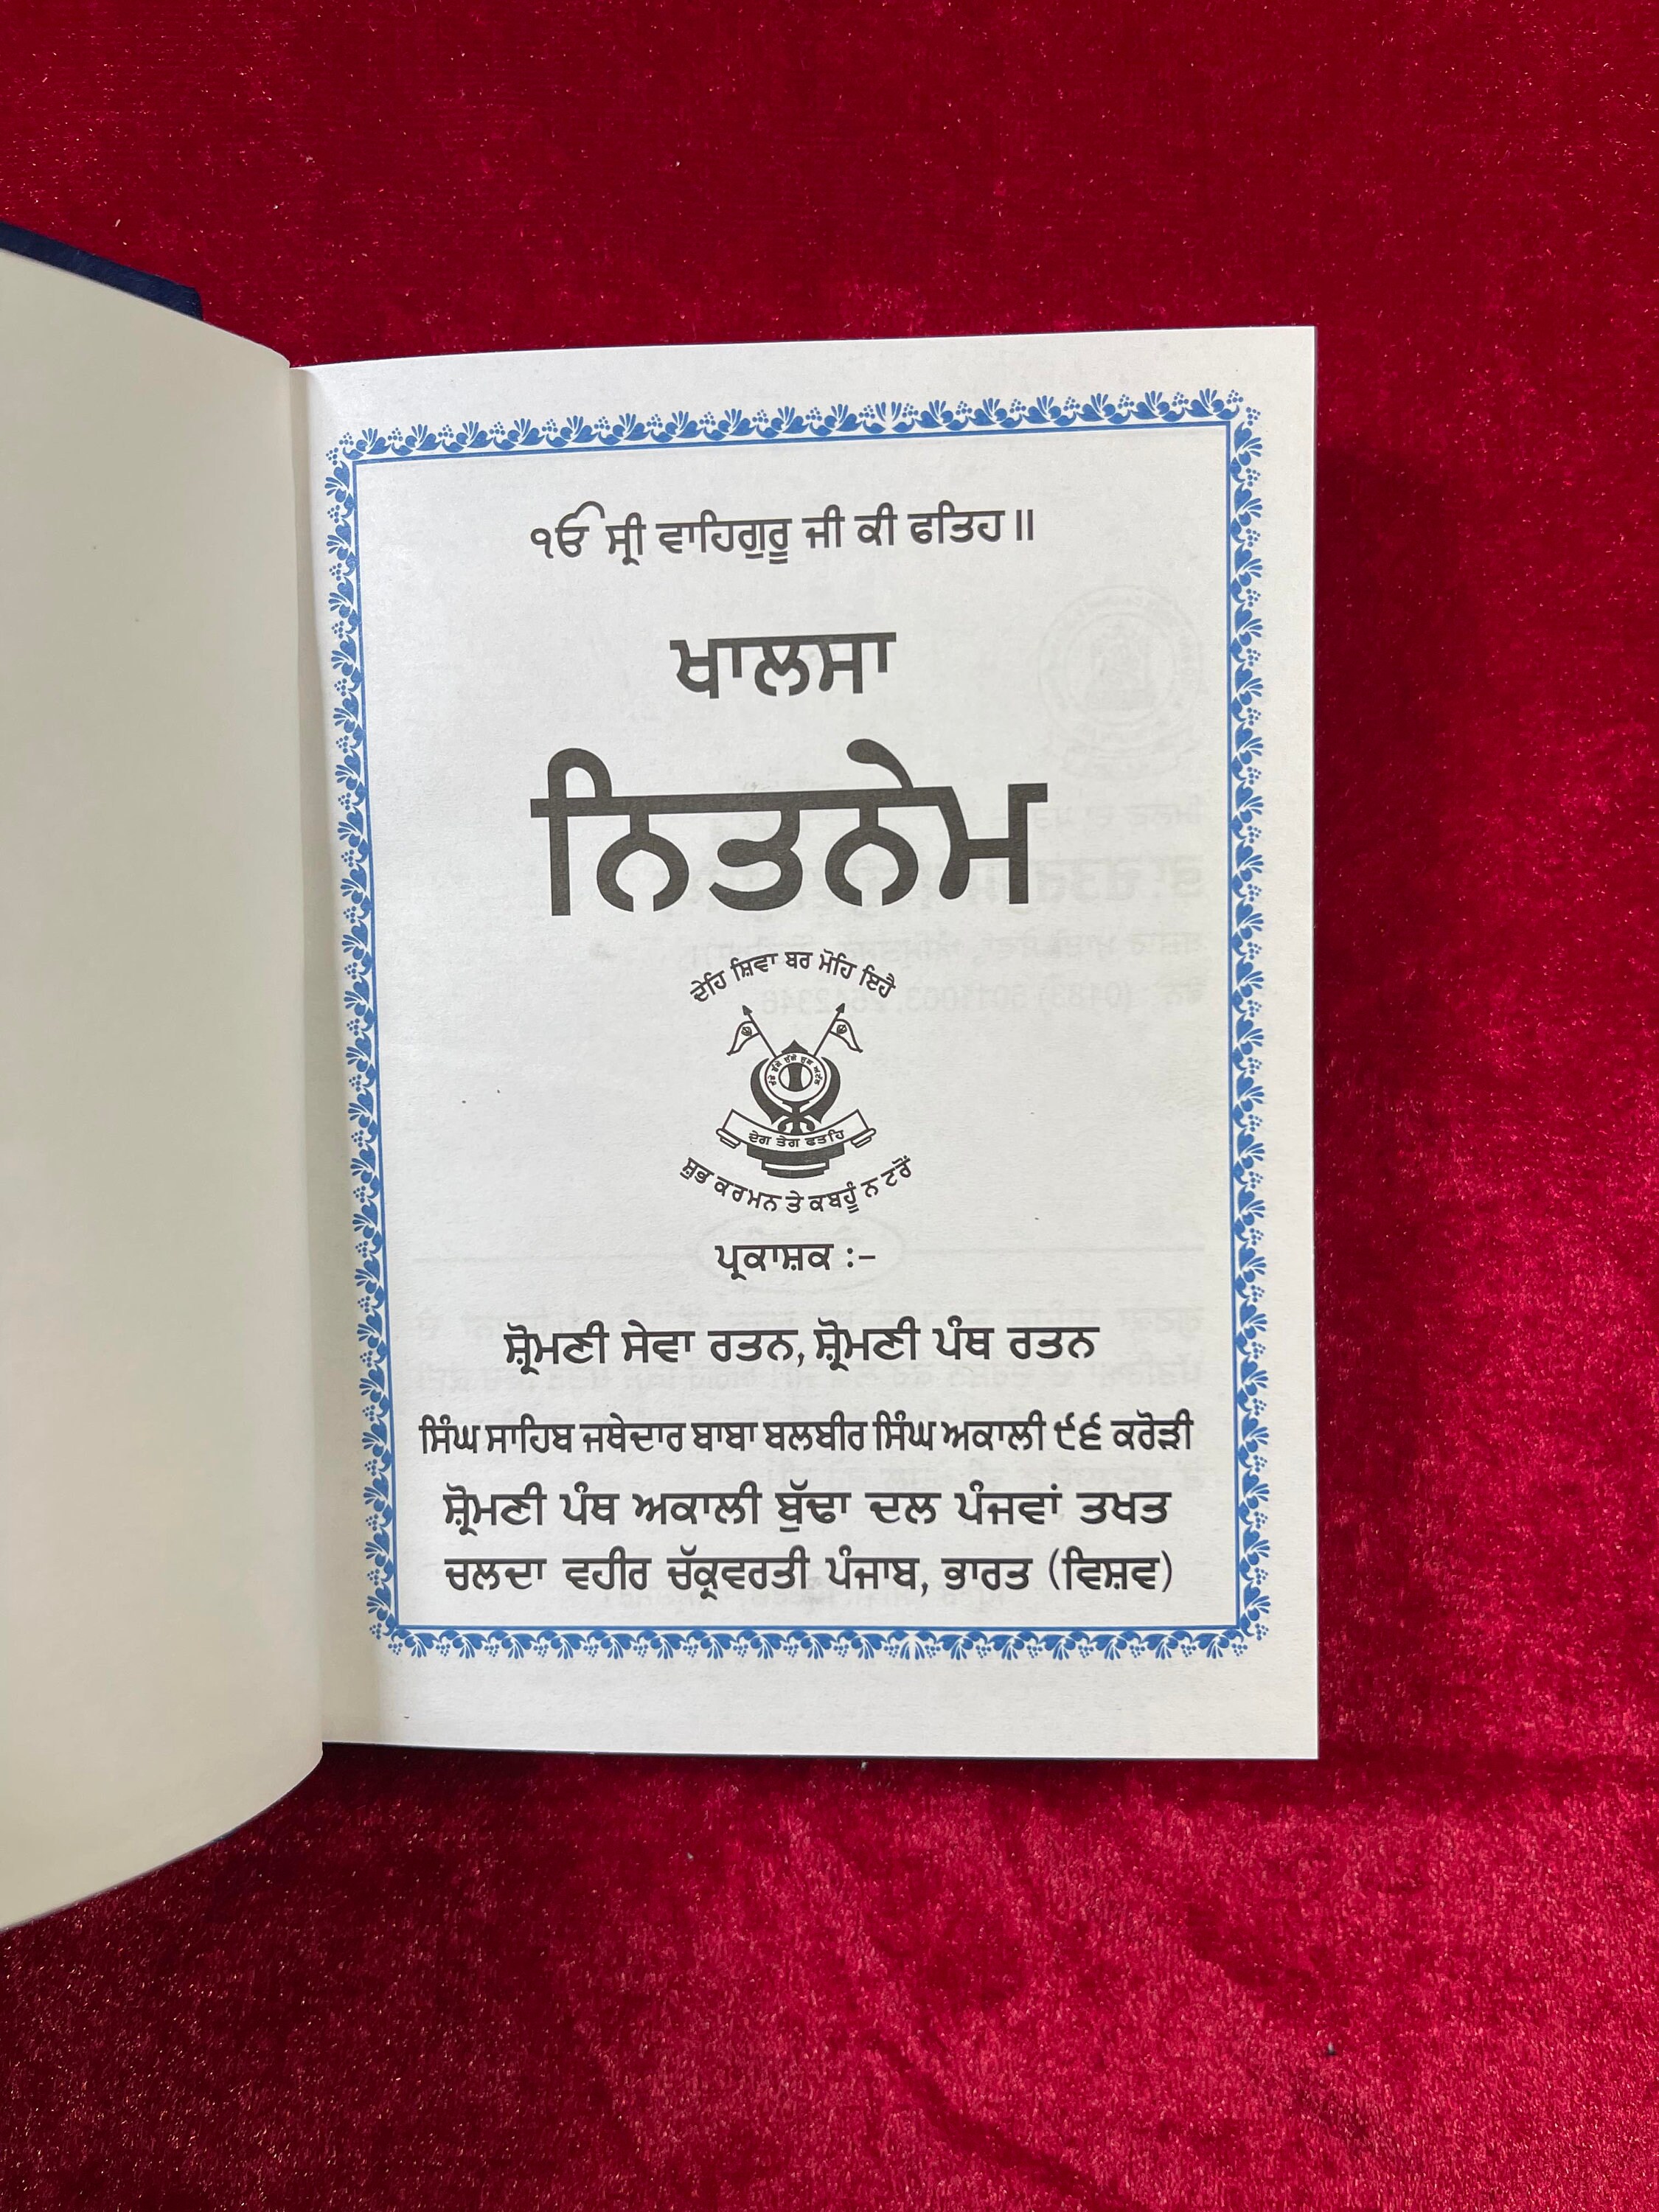 ੴ ਸ੍ਰੀ ਵਾਹਿਗੁਰੂ ਜੀ ਕੀ ਫਤਿਹ॥
ਖਾਲਸਾ
ਨਿਤਨੇਮ
ਦੇਹਿ ਸ਼ਿਵਾ ਬਰ ਮੋਹਿ ਇਹੈ
ਦੇਗ ਤੇਗ ਫਤਹਿ
ਸ਼ੁਭ ਕਰਮਨ ਤੇ ਕਬਹੂੰ ਨ ਟਰੋਂ
ਪ੍ਰਕਾਸ਼ਕ :–
ਸ਼੍ਰੋਮਣੀ ਸੇਵਾ ਰਤਨ, ਸ਼੍ਰੋਮਣੀ ਪੰਥ ਰਤਨ
ਸਿੰਘ ਸਾਹਿਬ ਜਥੇਦਾਰ ਬਾਬਾ ਬਲਬੀਰ ਸਿੰਘ ਅਕਾਲੀ ੯੬ ਕਰੋੜੀ
ਸ਼੍ਰੋਮਣੀ ਪੰਥ ਅਕਾਲੀ ਬੁੱਢਾ ਦਲ ਪੰਜਵਾਂ ਤਖਤ
ਚਲਦਾ ਵਹੀਰ ਚੱਕ੍ਰਵਰਤੀ ਪੰਜਾਬ, ਭਾਰਤ (ਵਿਸ਼ਵ)